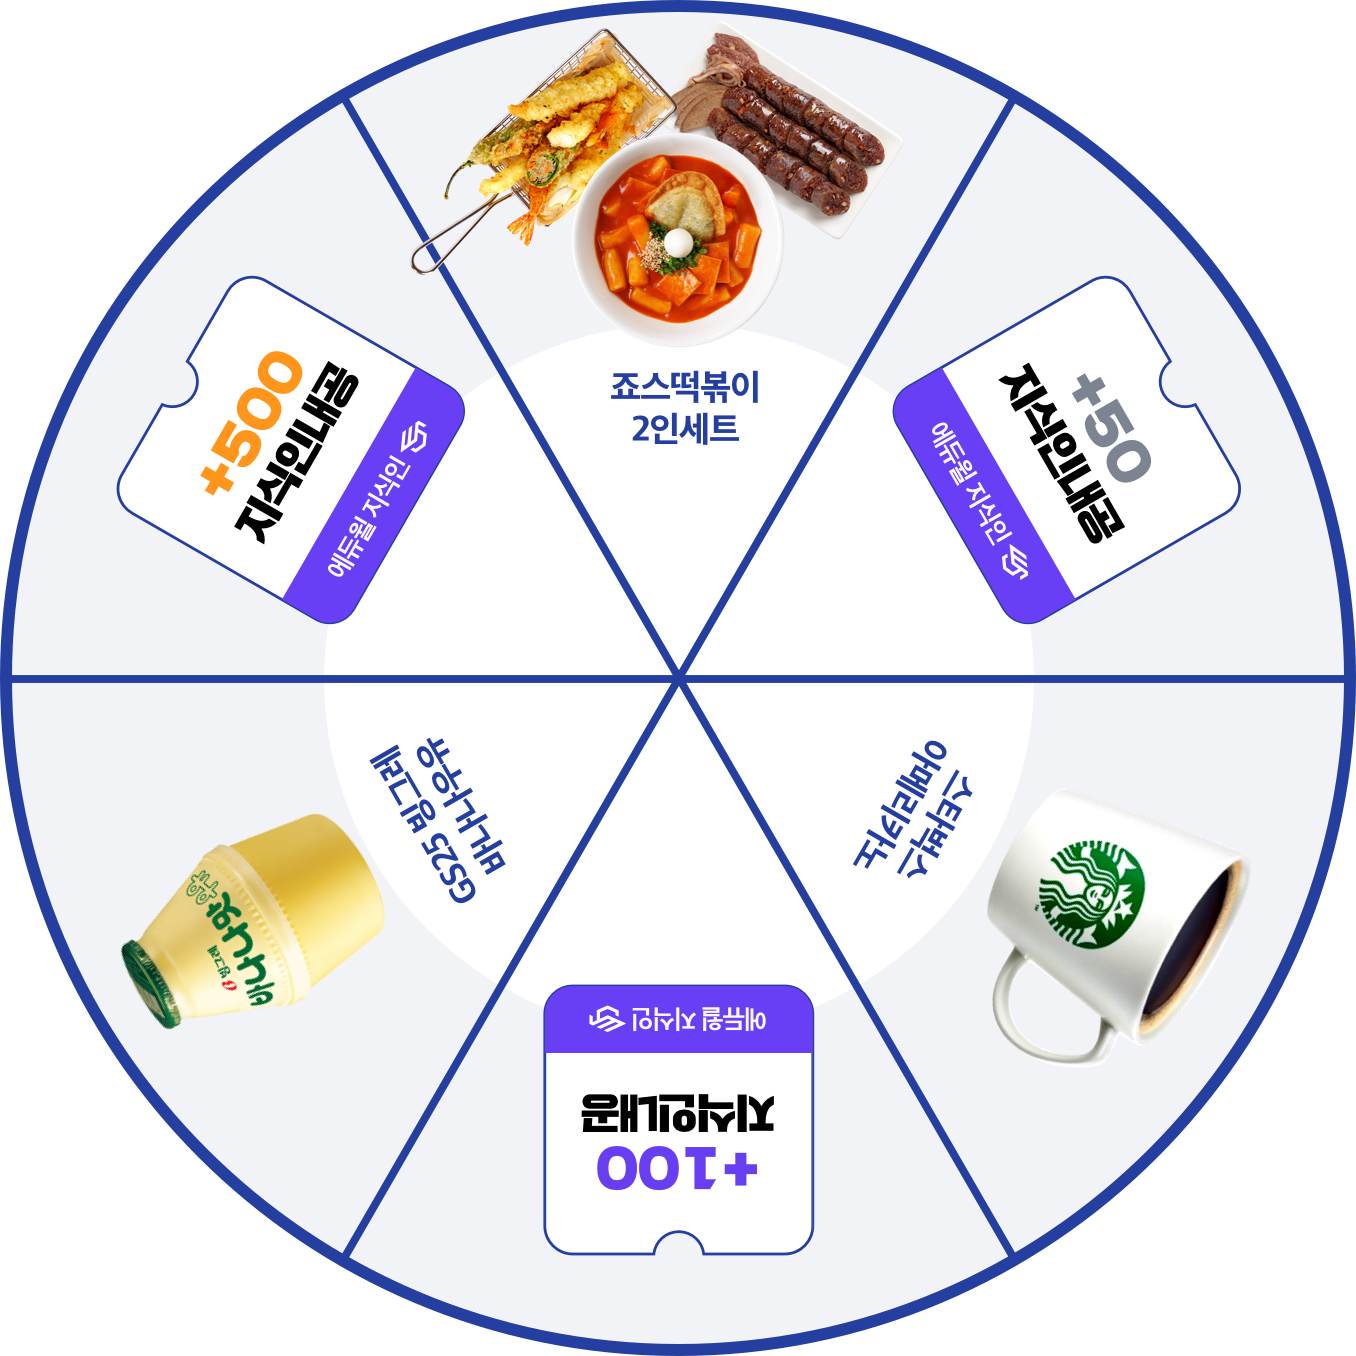 죠스떡볶이
2인세트
+50
지식인내공
에듀윌 지식인
스타벅스
아메리카노
+100
지식인내공
에듀윌 지식인
GS25 빙그레
바나나우유
빙그레
바나나맛
우유
+500
지식인내공
에듀윌 지식인